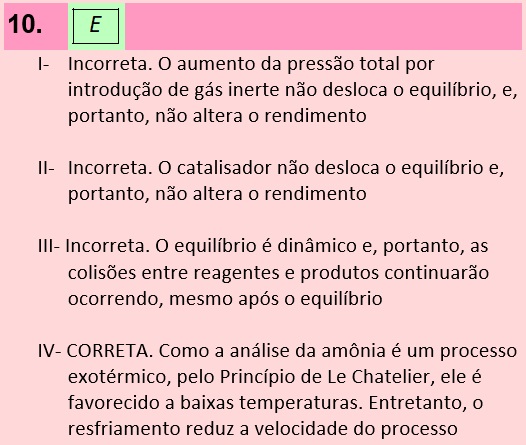 10. E
I- Incorreta. O aumento da pressão total por
introdução de gás inerte não desloca o equilíbrio, e,
portanto, não altera o rendimento
II- Incorreta. O catalisador não desloca o equilíbrio e,
portanto, não altera o rendimento
III- Incorreta. O equilíbrio é dinâmico e, portanto, as
colisões entre reagentes e produtos continuarão
ocorrendo, mesmo após o equilíbrio
IV- CORRETA. Como a análise da amônia é um processo
exotérmico, pelo Princípio de Le Chatelier, ele é
favorecido a baixas temperaturas. Entretanto, o
resfriamento reduz a velocidade do processo